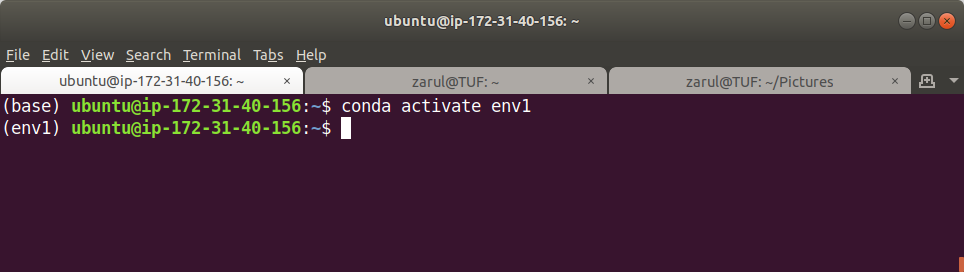 ubuntu@ip-172-31-40-156: ~
File Edit View Search Terminal Tabs Help
ubuntu@ip-172-31-40-156: ~ × zarul@TUF: ~ × zarul@TUF: ~/Pictures ×
(base) ubuntu@ip-172-31-40-156:~$ conda activate env1
(env1) ubuntu@ip-172-31-40-156:~$